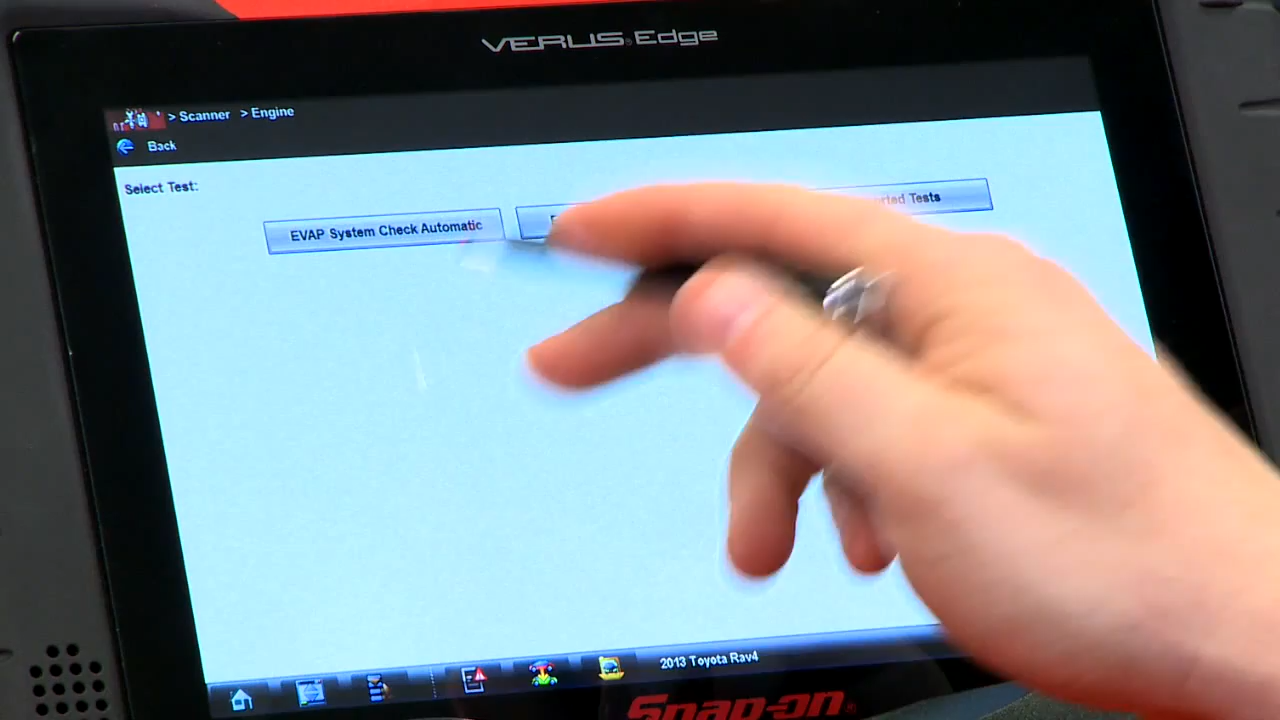 VERUS® Edge
> Scanner > Engine
Back
Select Test:
EVAP System Check Automatic
Tests
2013 Toyota Rav4
Snap-on®